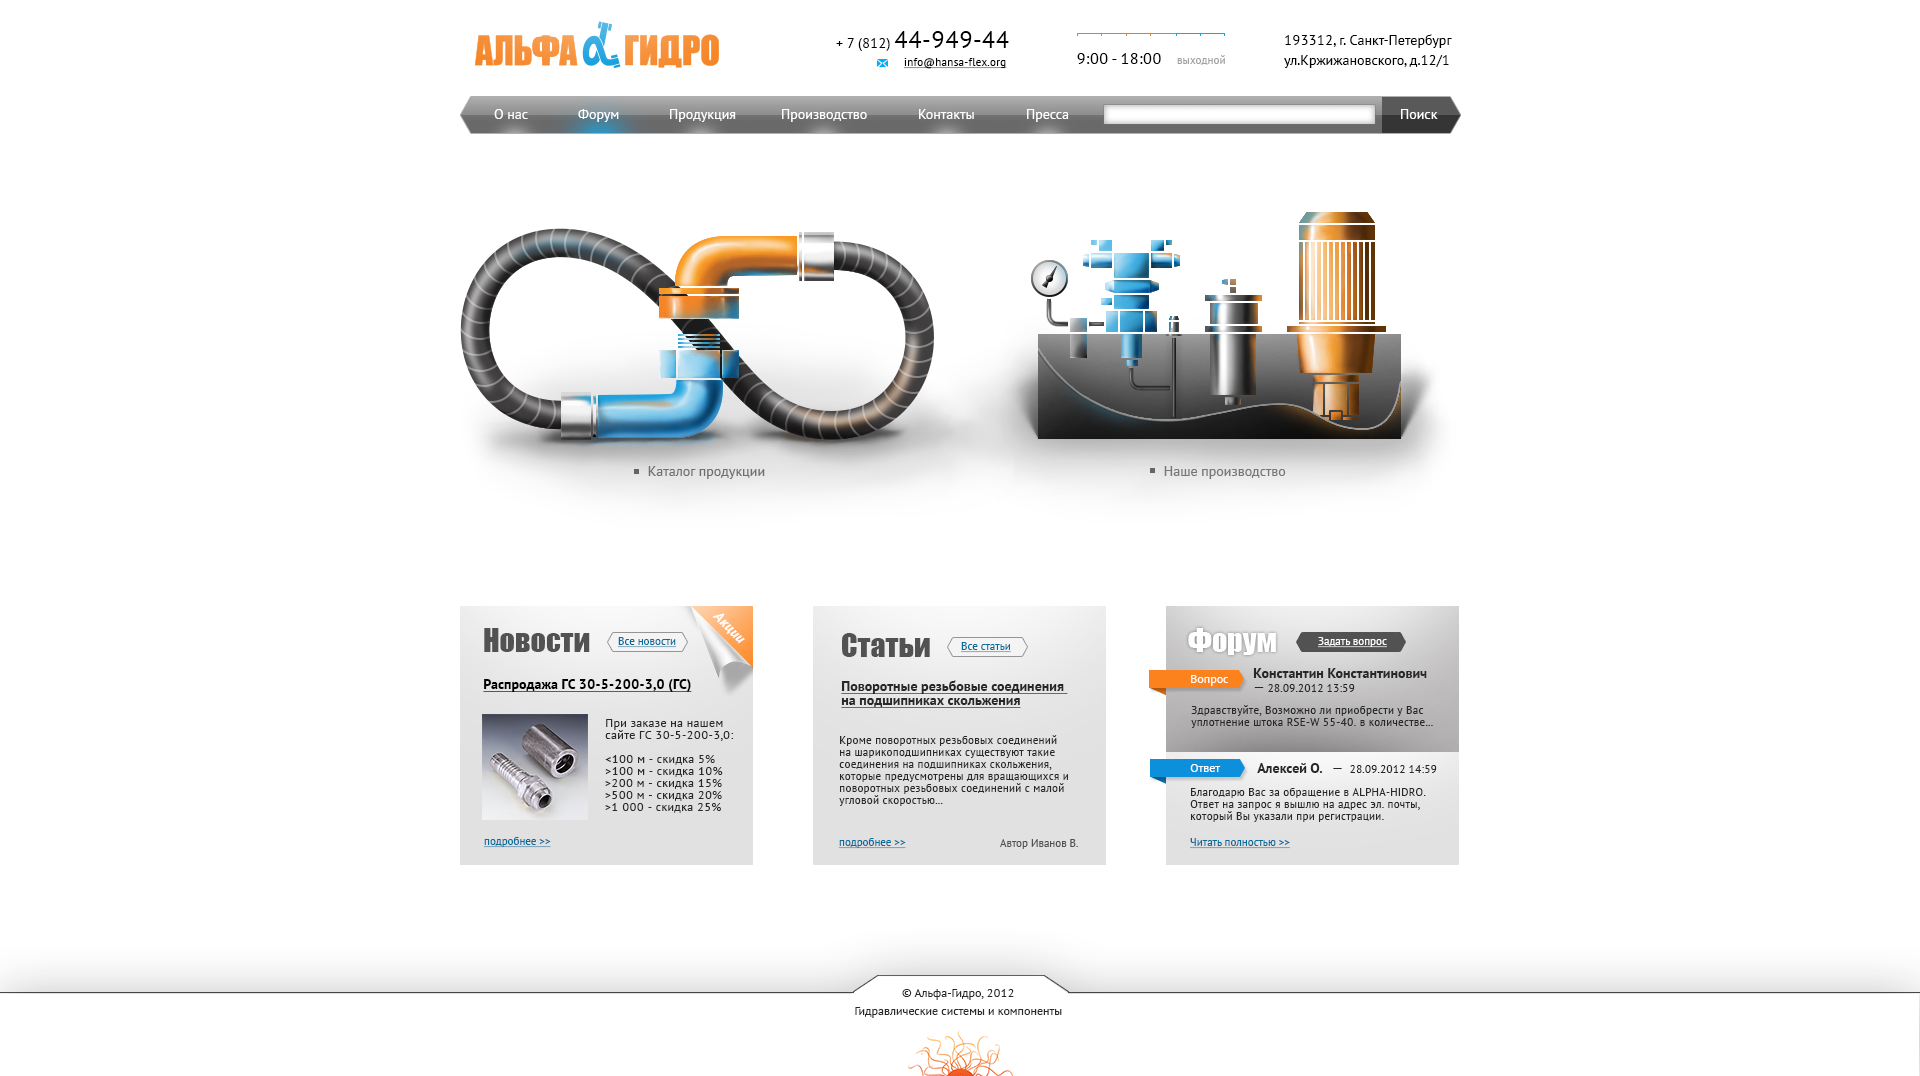 АЛЬФА ГИДРО
+ 7 (812) 44-949-44
info@hansa-flex.org
9:00 - 18:00 выходной
193312, г. Санкт-Петербург
ул.Кржижановского, д.12/1
О нас Форум Продукция Производство Контакты Пресса Поиск
Каталог продукции
Наше производство
Новости
Все новости
Акции
Распродажа ГС 30-5-200-3,0 (ГС)
При заказе на нашем
сайте ГС 30-5-200-3,0:
<100 м - скидка 5%
>100 м - скидка 10%
>200 м - скидка 15%
>500 м - скидка 20%
>1 000 - скидка 25%
подробнее >>
Статьи
Все статьи
Поворотные резьбовые соединения
на подшипниках скольжения
Кроме поворотных резьбовых соединений
на шарикоподшипниках существуют такие
соединения на подшипниках скольжения,
которые предусмотрены для вращающихся и
поворотных резьбовых соединений с малой
угловой скоростью...
подробнее >>
Автор Иванов В.
Форум
Задать вопрос
Вопрос
Константин Константинович
— 28.09.2012 13:59
Здравствуйте, Возможно ли приобрести у Вас
уплотнение штока RSE-W 55-40. в количестве...
Ответ
Алексей О. — 28.09.2012 14:59
Благодарю Вас за обращение в ALPHA-HIDRO.
Ответ на запрос я вышлю на адрес эл. почты,
который Вы указали при регистрации.
Читать полностью >>
© Альфа-Гидро, 2012
Гидравлические системы и компоненты